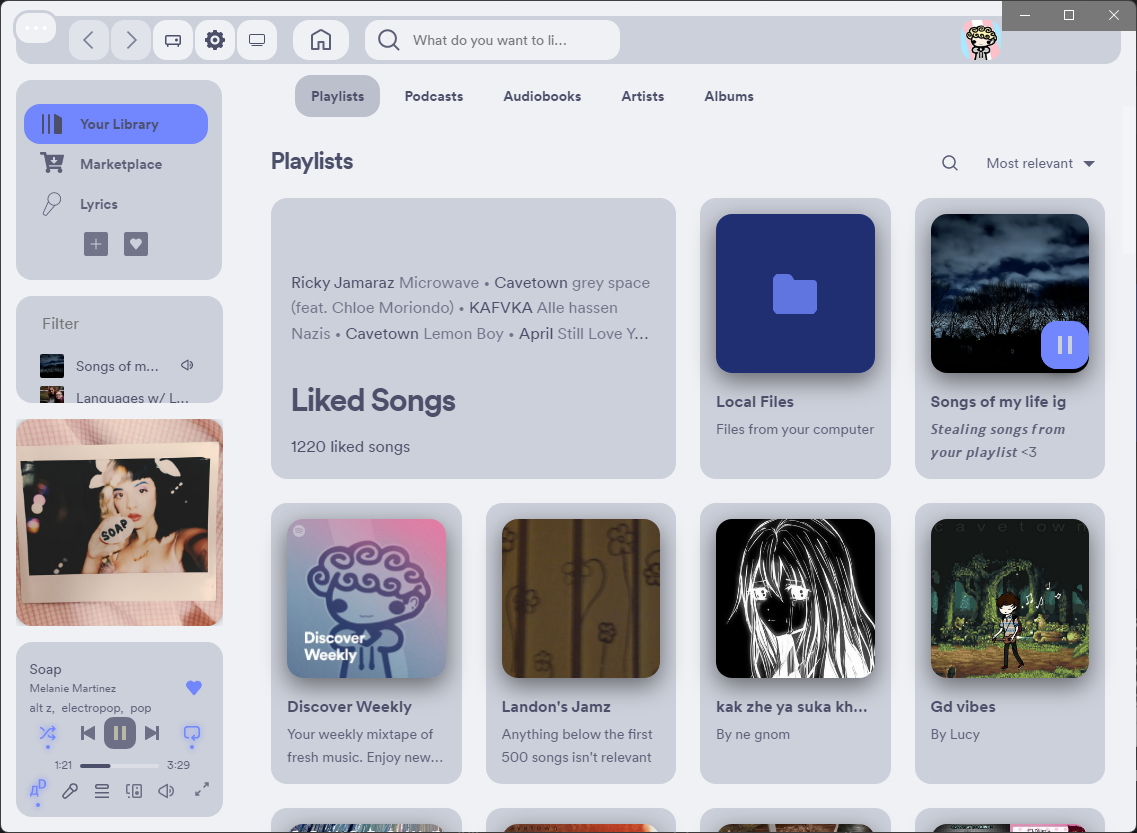 What do you want to li...
Playlists
Podcasts
Audiobooks
Artists
Albums
Your Library
Marketplace
Lyrics
Playlists
Most relevant
Ricky Jamaraz Microwave • Cavetown grey space
(feat. Chloe Moriondo) • KAFVKA Alle hassen
Nazis • Cavetown Lemon Boy • April Still Love Y...
Liked Songs
1220 liked songs
Local Files
Files from your computer
Songs of my life ig
Stealing songs from
your playlist <3
Filter
Songs of m...
Languages w/ L...
SOAP
Discover
Weekly
cavetown
Discover Weekly
Your weekly mixtape of
fresh music. Enjoy new...
Landon's Jamz
Anything below the first
500 songs isn't relevant
kak zhe ya suka kh...
By ne gnom
Gd vibes
By Lucy
Soap
Melanie Martinez
alt z, electropop, pop
1:21
3:29